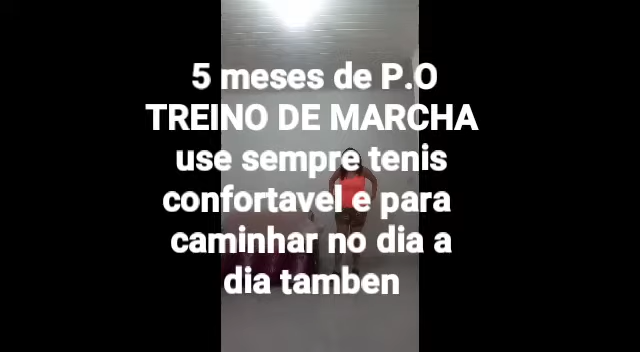 5 meses de P.O
TREINO DE MARCHA
use sempre tenis
confortavel e para
caminhar no dia a
dia tamben